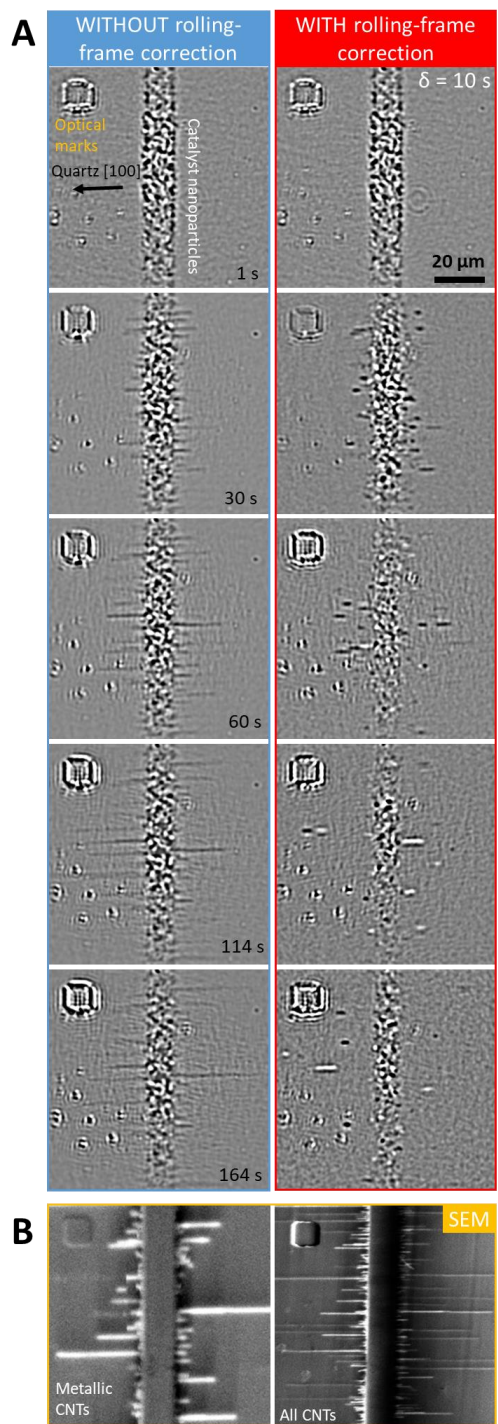 A
WITHOUT rolling-
frame correction
WITH rolling-frame
correction
δ = 10 s
Optical
marks
Quartz [100]
Catalyst nanoparticles
1 s
20 µm
30 s
60 s
114 s
164 s
B
SEM
Metallic
CNTs
All CNTs